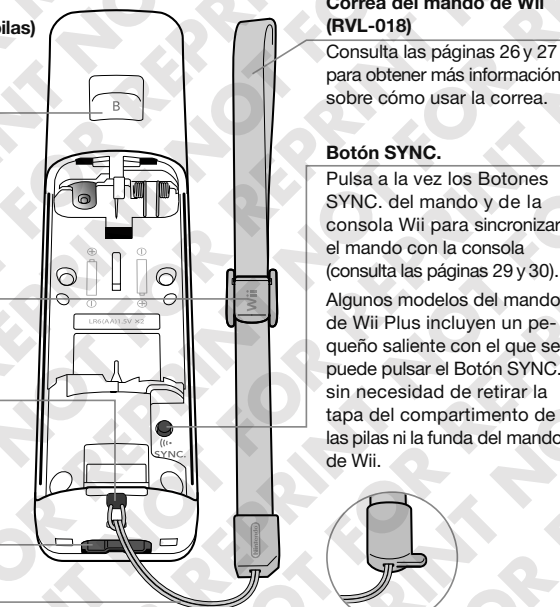 pilas)
B
LR6(AA)1.5V ×2
SYNC.
Wii
Nintendo
Correa del mando de Wii
(RVL-018)
Consulta las páginas 26 y 27
para obtener más información
sobre cómo usar la correa.
Botón SYNC.
Pulsa a la vez los Botones
SYNC. del mando y de la
consola Wii para sincronizar
el mando con la consola
(consulta las páginas 29 y 30).
Algunos modelos del mando
de Wii Plus incluyen un pe-
queño saliente con el que se
puede pulsar el Botón SYNC.
sin necesidad de retirar la
tapa del compartimento de
las pilas ni la funda del mando
de Wii.